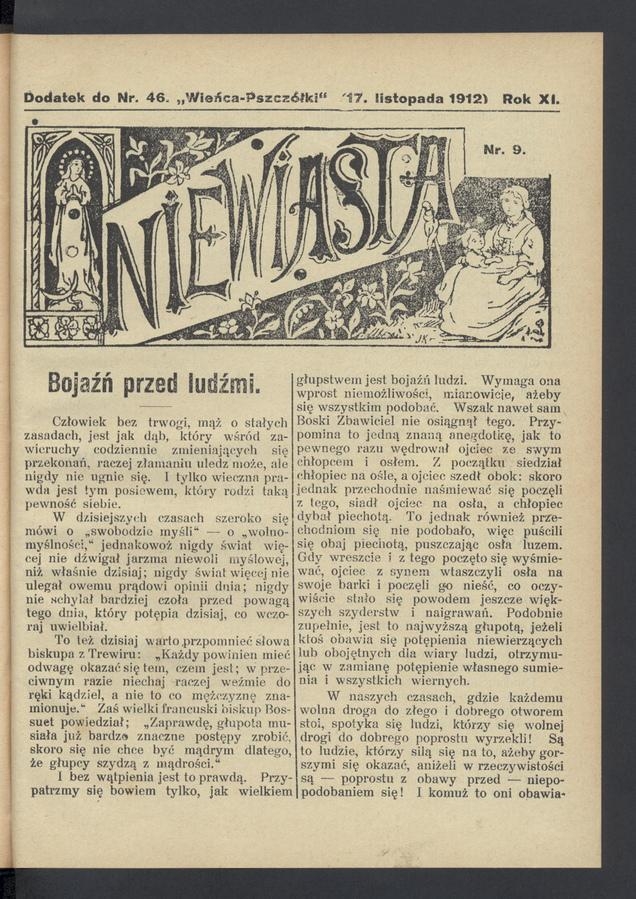 Dodatek do Nr. 46. „Wieńca-Pszczółki“ (17. listopada 1912) Rok XI.
NIEWIASTA
Nr. 9.
Bojaźń przed ludźmi.
Człowiek bez trwogi, mąż o stałych
zasadach, jest jak dąb, który wśród za-
wieruchy codziennie zmieniających się
przekonań, raczej złamaniu uledz może, ale
nigdy nie ugnie się. I tylko wieczna pra-
wda jest tym posiewem, który rodzi taką
pewność siebie.
W dzisiejszych czasach szeroko się
mówi o „swobodzie myśli“ — o „wolno-
myślności,“ jednakowoż nigdy świat wię-
cej nie dźwigał jarzma niewoli myślowej,
niż właśnie dzisiaj; nigdy świat więcej nie
ulegał owemu prądowi opinii dnia; nigdy
nie schylał bardziej czoła przed powagą
tego dnia, który potępia dzisiaj, co wczo-
raj uwielbiał.
To też dzisiaj warto przpomnieć słowa
biskupa z Trewiru: „Każdy powinien mieć
odwagę okazać się tem, czem jest; w prze-
ciwnym razie niechaj raczej weźmie do
ręki kądziel, a nie to co mężczyznę zna-
mionuje.“ Zaś wielki francuski biskup Bos-
suet powiedział; „Zaprawdę, głupota mu-
siała już bardzo znaczne postępy zrobić,
skoro się nie chce być mądrym dlatego,
że głupcy szydzą z mądrości.“
I bez wątpienia jest to prawdą. Przy-
patrzmy się bowiem tylko, jak wielkiem
głupstwem jest bojaźń ludzi. Wymaga ona
wprost niemożliwości, mianowicie, ażeby
się wszystkim podobać. Wszak nawet sam
Boski Zbawiciel nie osiągnął tego. Przy-
pomina to jedną znaną anegdotkę, jak to
pewnego razu wędrował ojciec ze swym
chłopcem i osłem. Z początku siedział
chłopiec na ośle, a ojciec szedł obok: skoro
jednak przechodnie naśmiewać się poczęli
z tego, siadł ojciec na osła, a chłopiec
dybał piechotą. To jednak również prze-
chodniom się nie podobało, więc puścili
się obaj piechotą, puszczając osła luzem.
Gdy wreszcie i z tego poczęto się wyśmie-
wać, ojciec z synem wtaszczyli osła na
swoje barki i poczęli go nieść, co oczy-
wiście stało się powodem jeszcze więk-
szych szyderstw i naigrawań. Podobnie
zupełnie, jest to najwyższą głupotą, jeżeli
ktoś obawia się potępienia niewierzących
lub obojętnych dla wiary ludzi, otrzymu-
jąc w zamianę potępienie własnego sumie-
nia i wszystkich wiernych.
W naszych czasach, gdzie każdemu
wolna droga do złego i dobrego otworem
stoi, spotyka się ludzi, którzy się wolnej
drogi do dobrego poprostu wyrzekli! Są
to ludzie, którzy silą się na to, ażeby gor-
szymi się okazać, aniżeli w rzeczywistości
są — poprostu z obawy przed — niepo-
podobaniem się! I komuż to oni obawia-